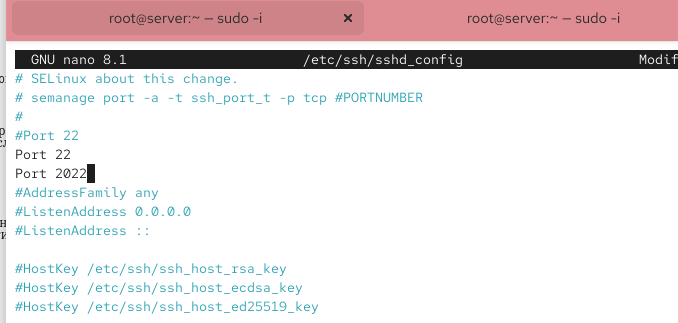 root@server:~ — sudo -i × root@server:~ — sudo -i
GNU nano 8.1 /etc/ssh/sshd_config Modif
# SELinux about this change.
# semanage port -a -t ssh_port_t -p tcp #PORTNUMBER
#
#Port 22
Port 22
Port 2022
#AddressFamily any
#ListenAddress 0.0.0.0
#ListenAddress ::
#HostKey /etc/ssh/ssh_host_rsa_key
#HostKey /etc/ssh/ssh_host_ecdsa_key
#HostKey /etc/ssh/ssh_host_ed25519_key